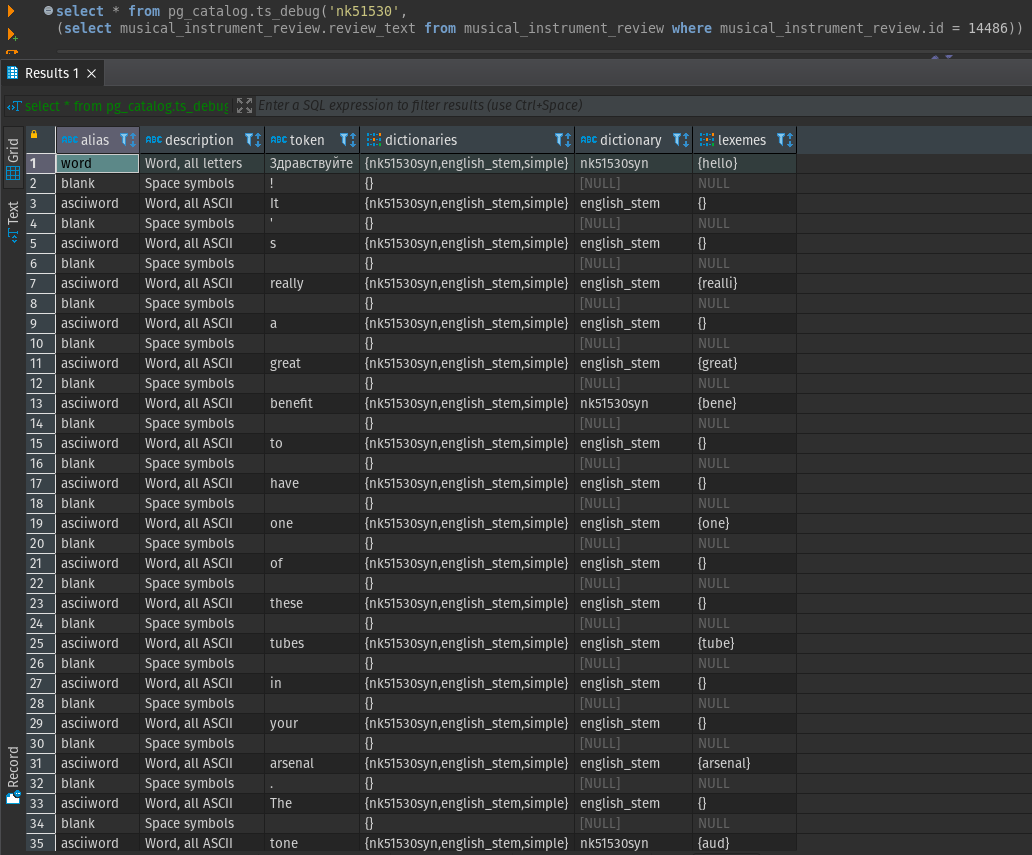 select * from pg_catalog.ts_debug('nk51530',
(select musical_instrument_review.review_text from musical_instrument_review where musical_instrument_review.id = 14486))
Results 1
select * from pg_catalog.ts_debug Enter a SQL expression to filter results (use Ctrl+Space)
Grid
Text
Record
ABC alias ABC description ABC token dictionaries ABC dictionary lexemes
1 word Word, all letters Здравствуйте {nk51530syn,english_stem,simple} nk51530syn {hello}
2 blank Space symbols ! {} [NULL] NULL
3 asciiword Word, all ASCII It {nk51530syn,english_stem,simple} english_stem {}
4 blank Space symbols ' {} [NULL] NULL
5 asciiword Word, all ASCII s {nk51530syn,english_stem,simple} english_stem {}
6 blank Space symbols {} [NULL] NULL
7 asciiword Word, all ASCII really {nk51530syn,english_stem,simple} english_stem {realli}
8 blank Space symbols {} [NULL] NULL
9 asciiword Word, all ASCII a {nk51530syn,english_stem,simple} english_stem {}
10 blank Space symbols {} [NULL] NULL
11 asciiword Word, all ASCII great {nk51530syn,english_stem,simple} english_stem {great}
12 blank Space symbols {} [NULL] NULL
13 asciiword Word, all ASCII benefit {nk51530syn,english_stem,simple} nk51530syn {bene}
14 blank Space symbols {} [NULL] NULL
15 asciiword Word, all ASCII to {nk51530syn,english_stem,simple} english_stem {}
16 blank Space symbols {} [NULL] NULL
17 asciiword Word, all ASCII have {nk51530syn,english_stem,simple} english_stem {}
18 blank Space symbols {} [NULL] NULL
19 asciiword Word, all ASCII one {nk51530syn,english_stem,simple} english_stem {one}
20 blank Space symbols {} [NULL] NULL
21 asciiword Word, all ASCII of {nk51530syn,english_stem,simple} english_stem {}
22 blank Space symbols {} [NULL] NULL
23 asciiword Word, all ASCII these {nk51530syn,english_stem,simple} english_stem {}
24 blank Space symbols {} [NULL] NULL
25 asciiword Word, all ASCII tubes {nk51530syn,english_stem,simple} english_stem {tube}
26 blank Space symbols {} [NULL] NULL
27 asciiword Word, all ASCII in {nk51530syn,english_stem,simple} english_stem {}
28 blank Space symbols {} [NULL] NULL
29 asciiword Word, all ASCII your {nk51530syn,english_stem,simple} english_stem {}
30 blank Space symbols {} [NULL] NULL
31 asciiword Word, all ASCII arsenal {nk51530syn,english_stem,simple} english_stem {arsenal}
32 blank Space symbols . {} [NULL] NULL
33 asciiword Word, all ASCII The {nk51530syn,english_stem,simple} english_stem {}
34 blank Space symbols {} [NULL] NULL
35 asciiword Word, all ASCII tone {nk51530syn,english_stem,simple} nk51530syn {aud}